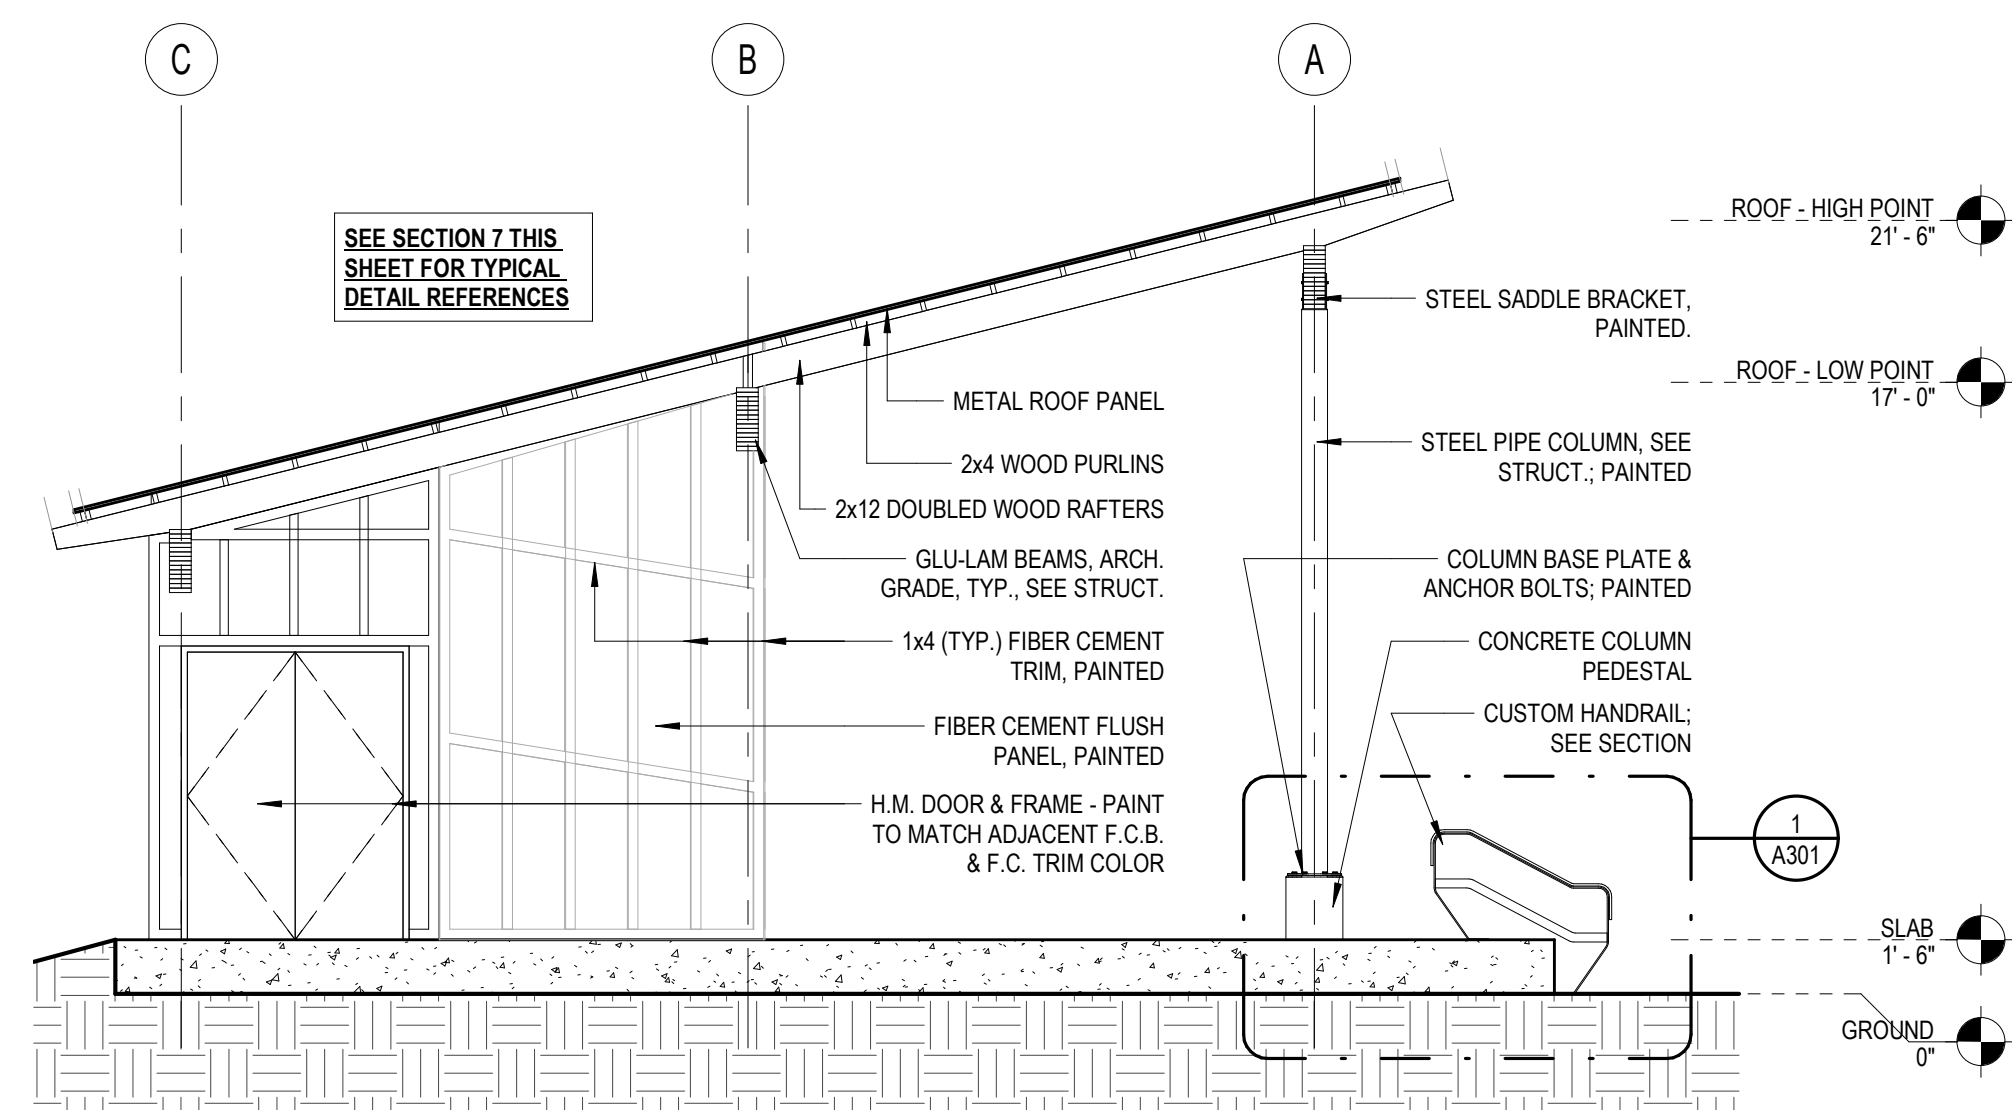 C
B
A
SEE SECTION 7 THIS
SHEET FOR TYPICAL
DETAIL REFERENCES
ROOF - HIGH POINT
21' - 6"
STEEL SADDLE BRACKET,
PAINTED.
ROOF - LOW POINT
17' - 0"
METAL ROOF PANEL
STEEL PIPE COLUMN, SEE
STRUCT.; PAINTED
2x4 WOOD PURLINS
2x12 DOUBLED WOOD RAFTERS
GLU-LAM BEAMS, ARCH.
GRADE, TYP., SEE STRUCT.
COLUMN BASE PLATE &
ANCHOR BOLTS; PAINTED
1x4 (TYP.) FIBER CEMENT
TRIM, PAINTED
CONCRETE COLUMN
PEDESTAL
FIBER CEMENT FLUSH
PANEL, PAINTED
CUSTOM HANDRAIL;
SEE SECTION
H.M. DOOR & FRAME - PAINT
TO MATCH ADJACENT F.C.B.
& F.C. TRIM COLOR
1
A301
SLAB
1' - 6"
GROUND
0"